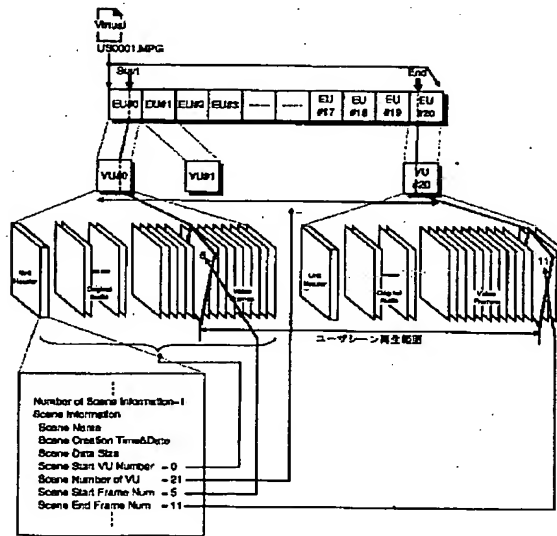 Virtual
US0001.MPG
Start
End
EU#0
EU#1
EU#2
EU#3
EU
#17
EU
#18
EU
#19
EU
#20
VU#0
VU#1
VU
#20
Unit
Header
Original
Audio
5
Video
Frames
Unit
Header
Original
Audio
Video
Frames
11
ユーザシーン再生範囲
Number of Scene Information=1
Scene Information
Scene Name
Scene Creation Time&Date
Scene Data Size
Scene Start VU Number = 0
Scene Number of VU = 21
Scene Start Frame Num = 5
Scene End Frame Num = 11